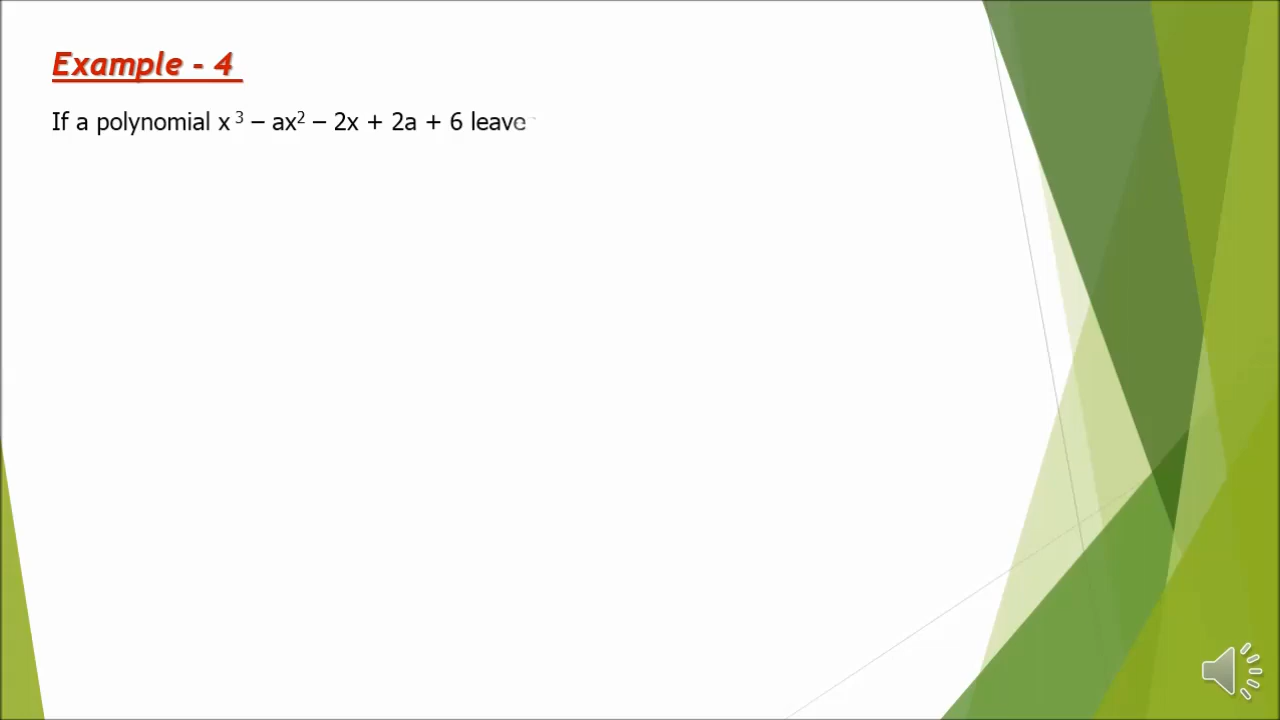 Example - 4
If a polynomial x³ – ax² – 2x + 2a + 6 leave